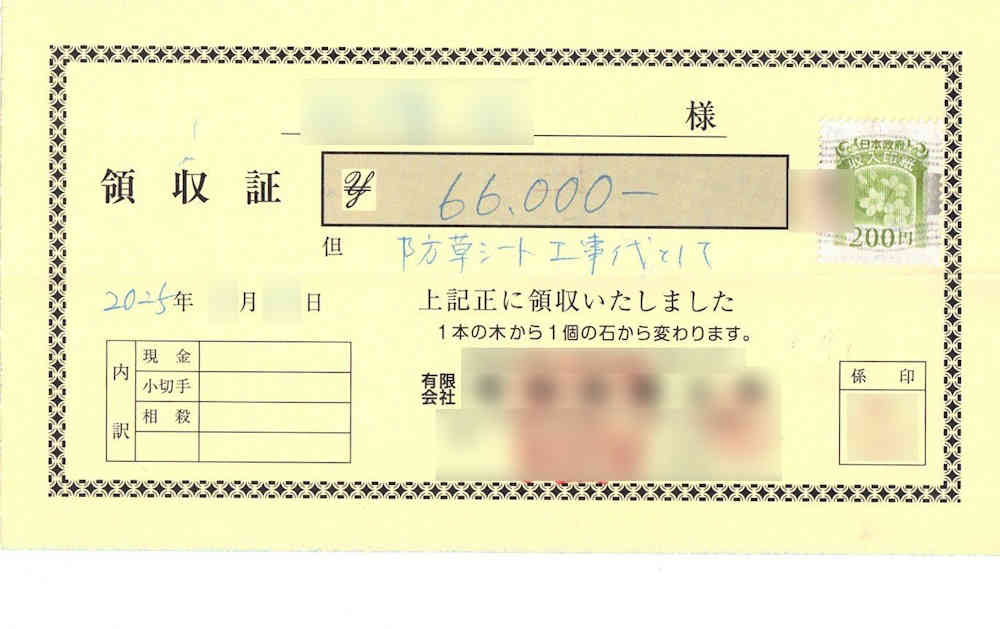 様
領収証
¥ 66.000-
但 防草シート工事代として
2025年 月 日 上記正に領収いたしました
1本の木から1個の石から変わります。
有限会社
内訳
現金
小切手
相殺
係印
日本政府
収入印紙
200円